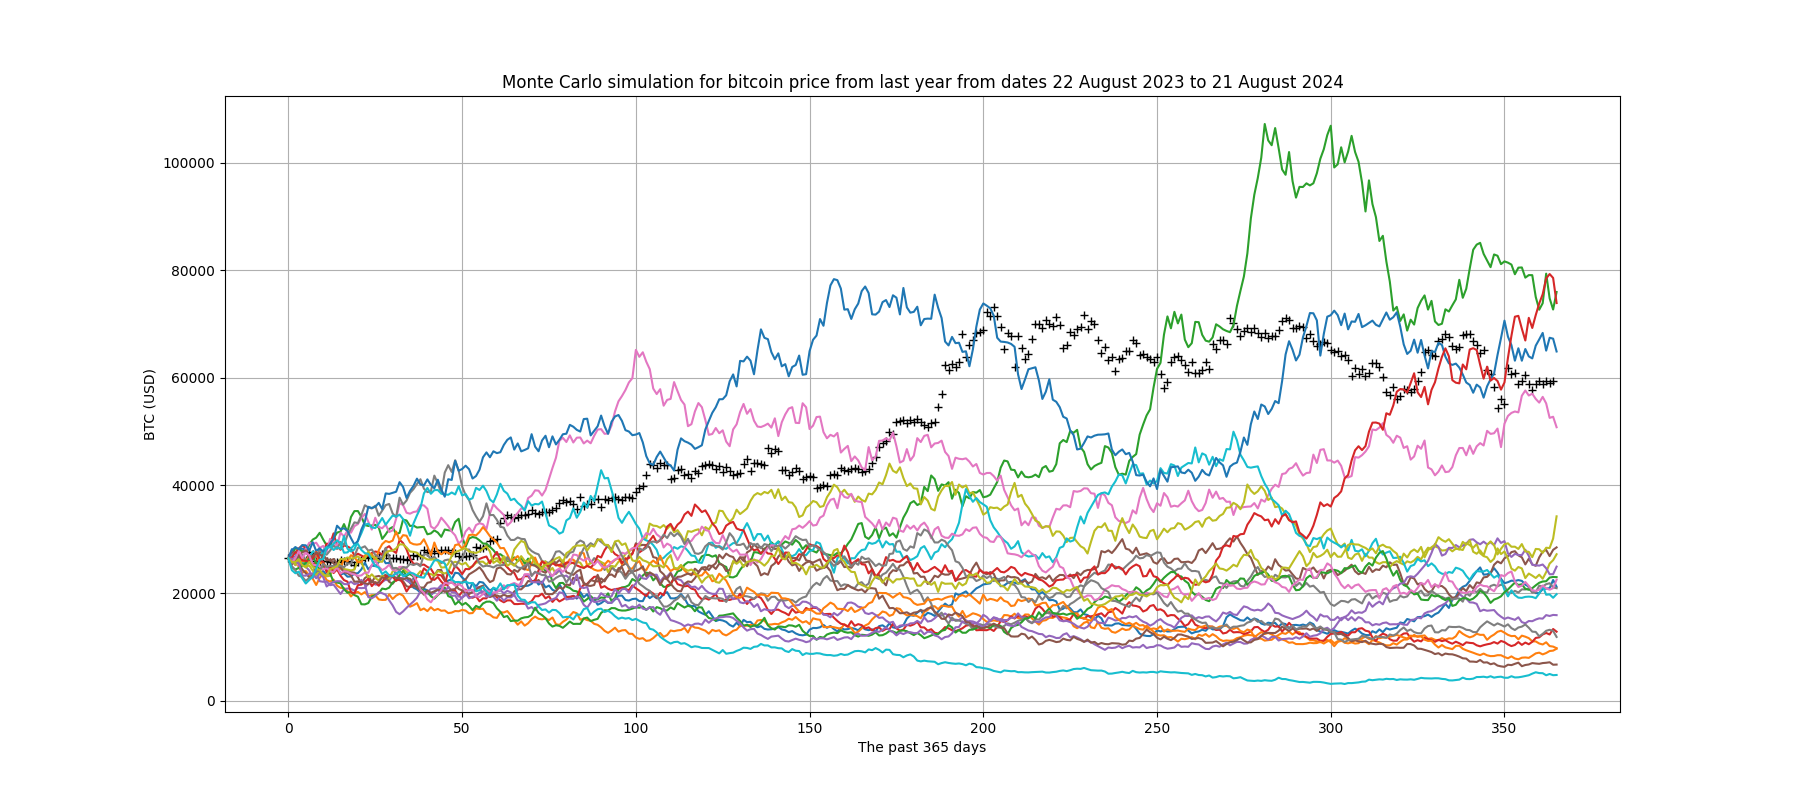 Monte Carlo simulation for bitcoin price from last year from dates 22 August 2023 to 21 August 2024
BTC (USD)
100000
80000
60000
40000
20000
0
0 50 100 150 200 250 300 350
The past 365 days